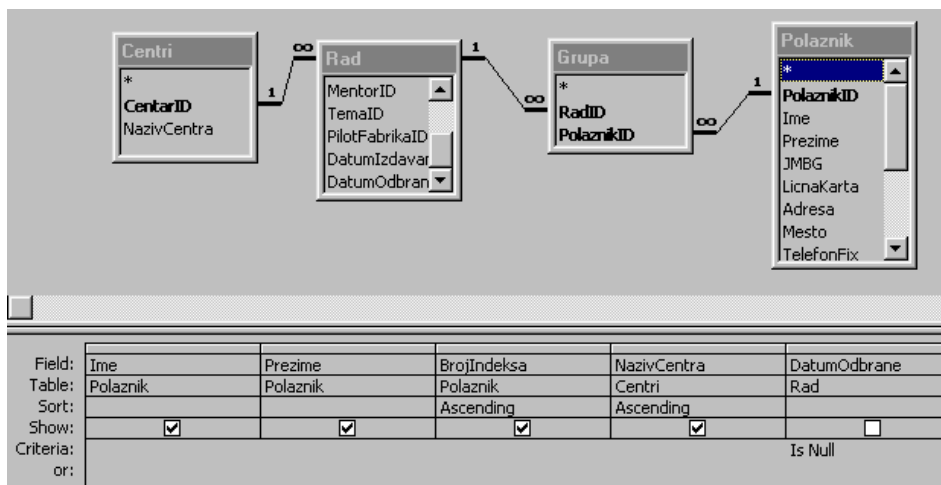 Centri
*
CentarID
NazivCentra
1
∞
Rad
MentorID
TemaID
PilotFabrikaID
DatumIzdavar
DatumOdbran
1
∞
Grupa
*
RadID
PolaznikID
∞
1
Polaznik
*
PolaznikID
Ime
Prezime
JMBG
LicnaKarta
Adresa
Mesto
TelefonFix
Field: Ime Prezime BrojIndeksa NazivCentra DatumOdbrane
Table: Polaznik Polaznik Polaznik Centri Rad
Sort: Ascending Ascending
Show:
Criteria: Is Null
or: